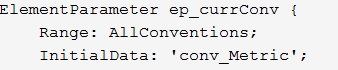 ElementParameter ep_currConv {
    Range: AllConventions;
    InitialData: 'conv_Metric';